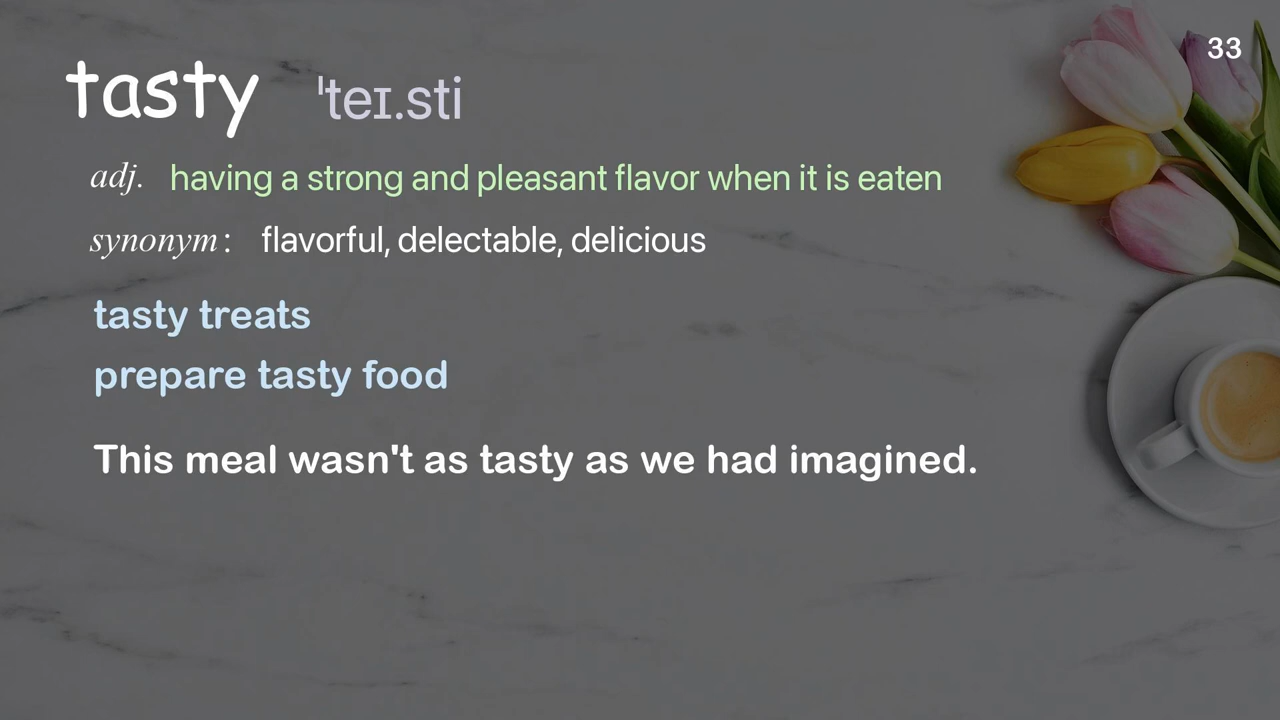 33
tasty ˈteɪ.sti
adj. having a strong and pleasant flavor when it is eaten
synonym: flavorful, delectable, delicious
tasty treats
prepare tasty food
This meal wasn't as tasty as we had imagined.